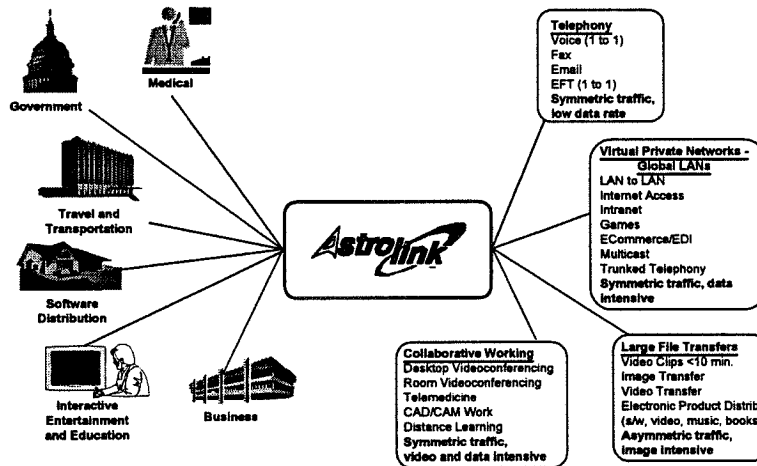 Government
Medical
Travel and
Transportation
Software
Distribution
Interactive
Entertainment
and Education
Business
Astrolink
Telephony
Voice (1 to 1)
Fax
Email
EFT (1 to 1)
Symmetric traffic,
low data rate
Virtual Private Networks -
Global LANs
LAN to LAN
Internet Access
Intranet
Games
ECommerce/EDI
Multicast
Trunked Telephony
Symmetric traffic, data
intensive
Collaborative Working
Desktop Videoconferencing
Room Videoconferencing
Telemedicine
CAD/CAM Work
Distance Learning
Symmetric traffic,
video and data intensive
Large File Transfers
Video Clips <10 min.
Image Transfer
Video Transfer
Electronic Product Distrib
(s/w, video, music, books
Asymmetric traffic,
image intensive